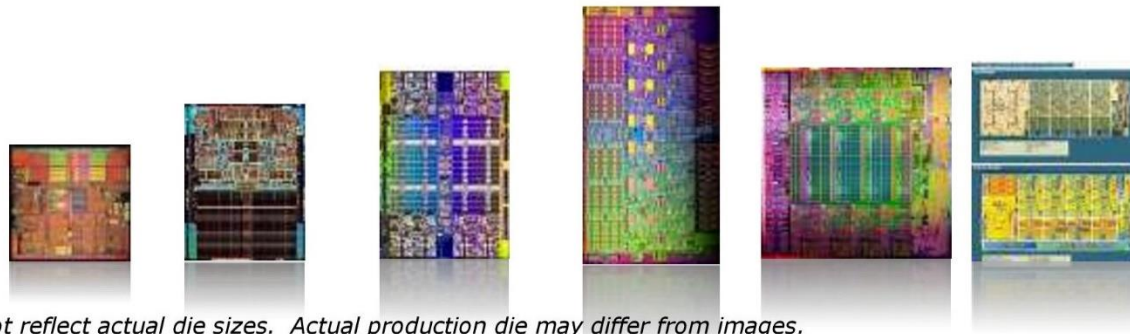 ot reflect actual die sizes. Actual production die may differ from images.